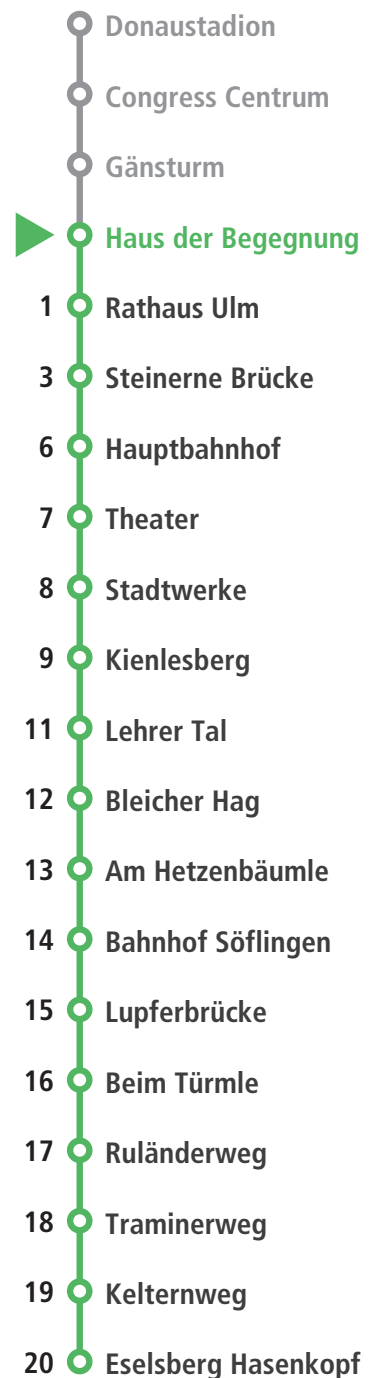 Donaustadion
Congress Centrum
Gänsturm
Haus der Begegnung
1 Rathaus Ulm
3 Steinerne Brücke
6 Hauptbahnhof
7 Theater
8 Stadtwerke
9 Kienlesberg
11 Lehrer Tal
12 Bleicher Hag
13 Am Hetzenbäumle
14 Bahnhof Söflingen
15 Lupferbrücke
16 Beim Türmle
17 Ruländerweg
18 Traminerweg
19 Kelternweg
20 Eselsberg Hasenkopf